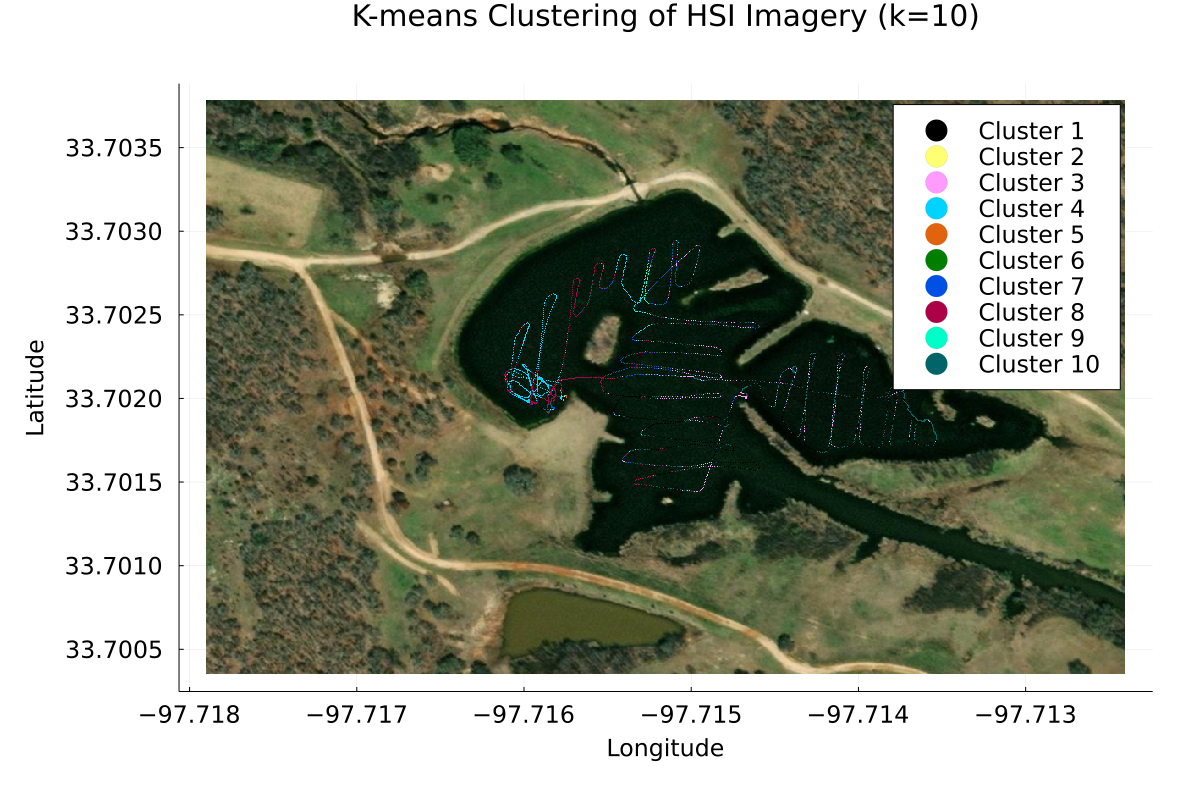 K-means Clustering of HSI Imagery (k=10)
Cluster 1
Cluster 2
Cluster 3
Cluster 4
Cluster 5
Cluster 6
Cluster 7
Cluster 8
Cluster 9
Cluster 10
33.7035
33.7030
33.7025
33.7020
33.7015
33.7010
33.7005
Latitude
−97.718
−97.717
−97.716
−97.715
−97.714
−97.713
Longitude